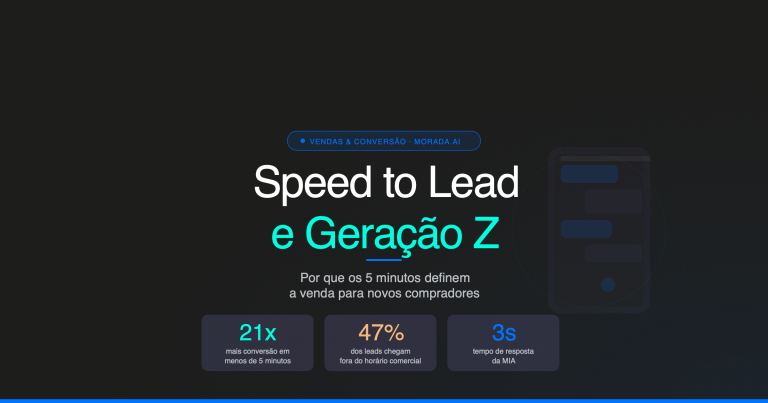 VENDAS & CONVERSÃO · MORADA.AI
Speed to Lead
e Geração Z
Por que os 5 minutos definem
a venda para novos compradores
21x
mais conversão em
menos de 5 minutos
47%
dos leads chegam
fora do horário comercial
3s
tempo de resposta
da MIA